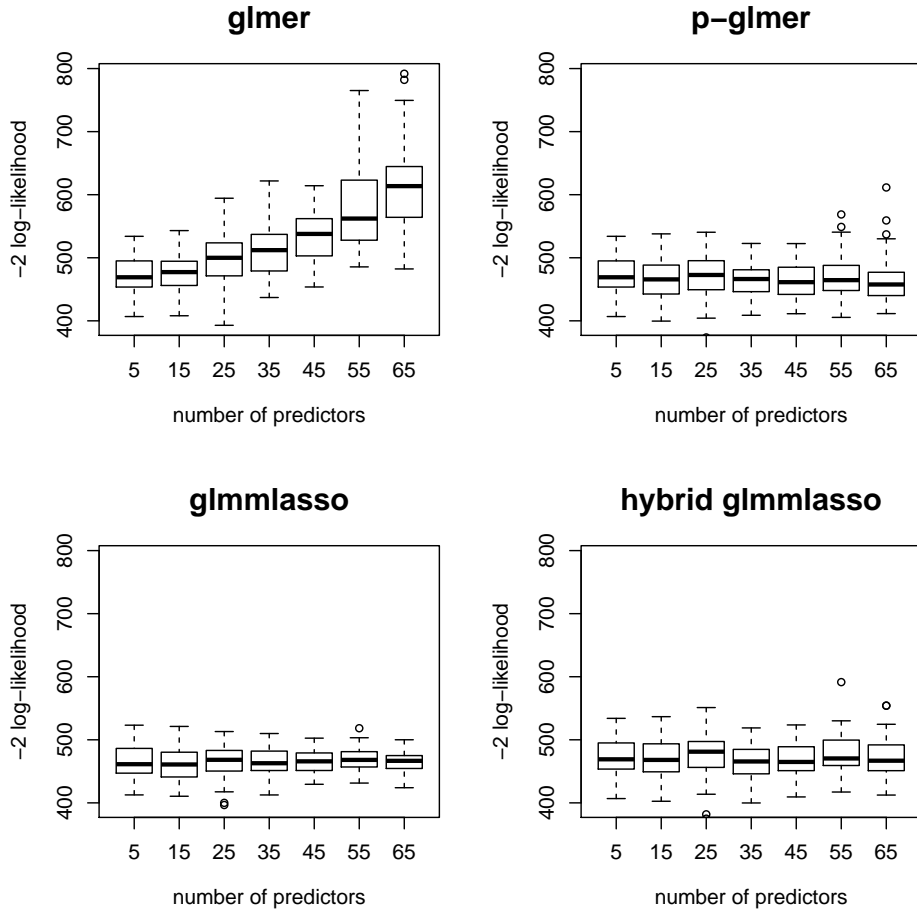 glmer
−2 log−likelihood
800
700
600
500
400
5 15 25 35 45 55 65
number of predictors
p−glmer
−2 log−likelihood
800
700
600
500
400
5 15 25 35 45 55 65
number of predictors
glmmlasso
−2 log−likelihood
800
700
600
500
400
5 15 25 35 45 55 65
number of predictors
hybrid glmmlasso
−2 log−likelihood
800
700
600
500
400
5 15 25 35 45 55 65
number of predictors